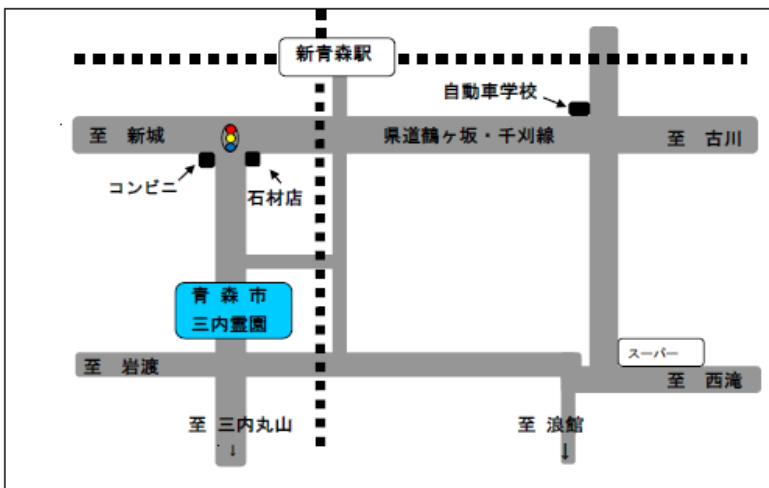 新青森駅
自動車学校
至　新城
県道鶴ヶ坂・千刈線
至　古川
コンビニ
石材店
青 森 市
三内霊園
スーパー
至　岩渡
至　西滝
至 三内丸山
↓
至 浪館
↓